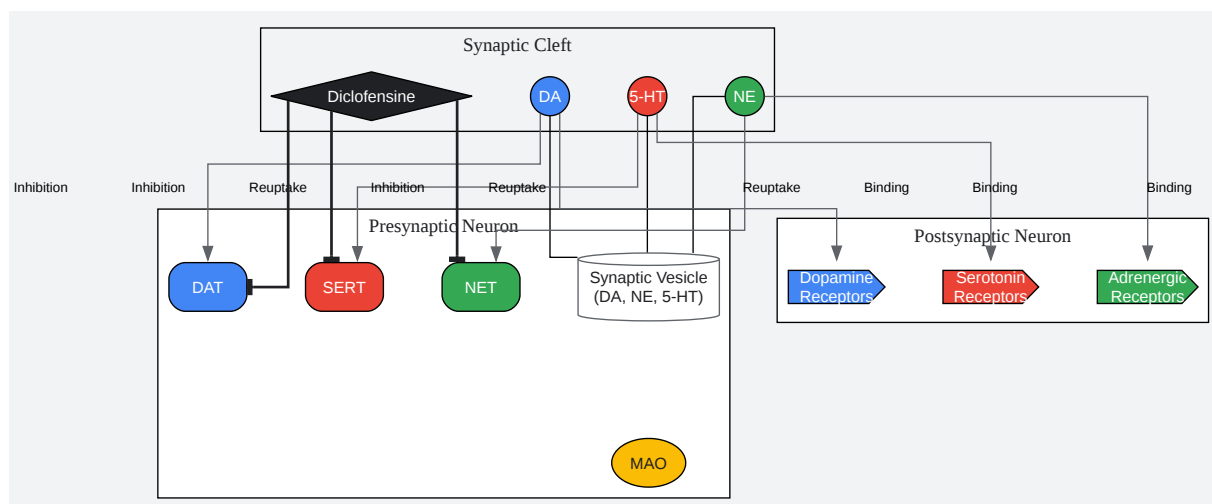 Synaptic Cleft
Diclofensine
DA
5-HT
NE
Inhibition
Inhibition
Reuptake
Inhibition
Reuptake
Reuptake
Binding
Binding
Binding
Presynaptic Neuron
Postsynaptic Neuron
DAT
SERT
NET
Synaptic Vesicle
(DA, NE, 5-HT)
Dopamine
Receptors
Serotonin
Receptors
Adrenergic
Receptors
MAO